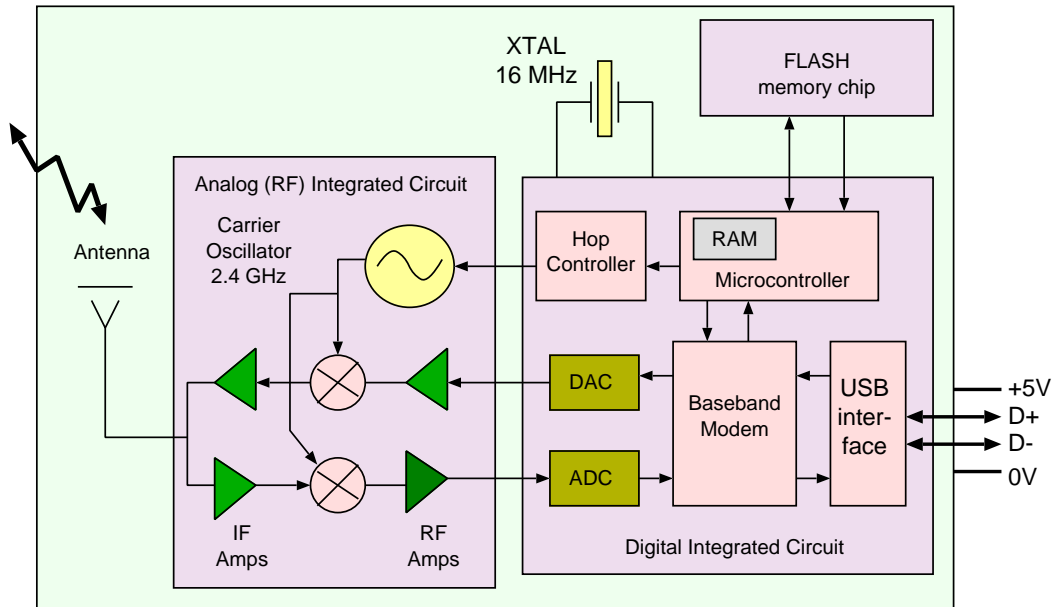 XTAL
16 MHz
FLASH
memory chip
Analog (RF) Integrated Circuit
Carrier
Oscillator
2.4 GHz
Antenna
Hop
Controller
RAM
Microcontroller
DAC
Baseband
Modem
USB
inter-
face
+5V
D+
D-
0V
ADC
IF
Amps
RF
Amps
Digital Integrated Circuit